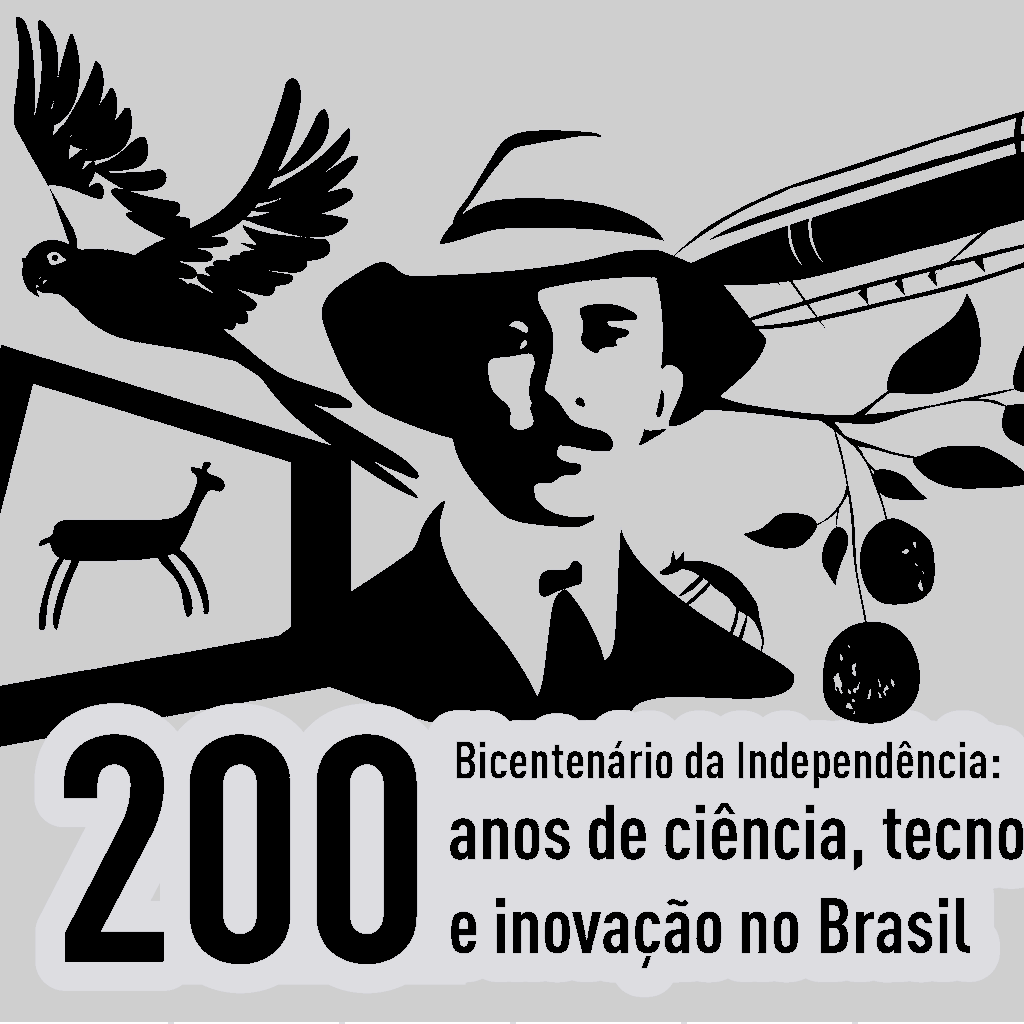 200
Bicentenário da Independência:
anos de ciência, tecno
e inovação no Brasil